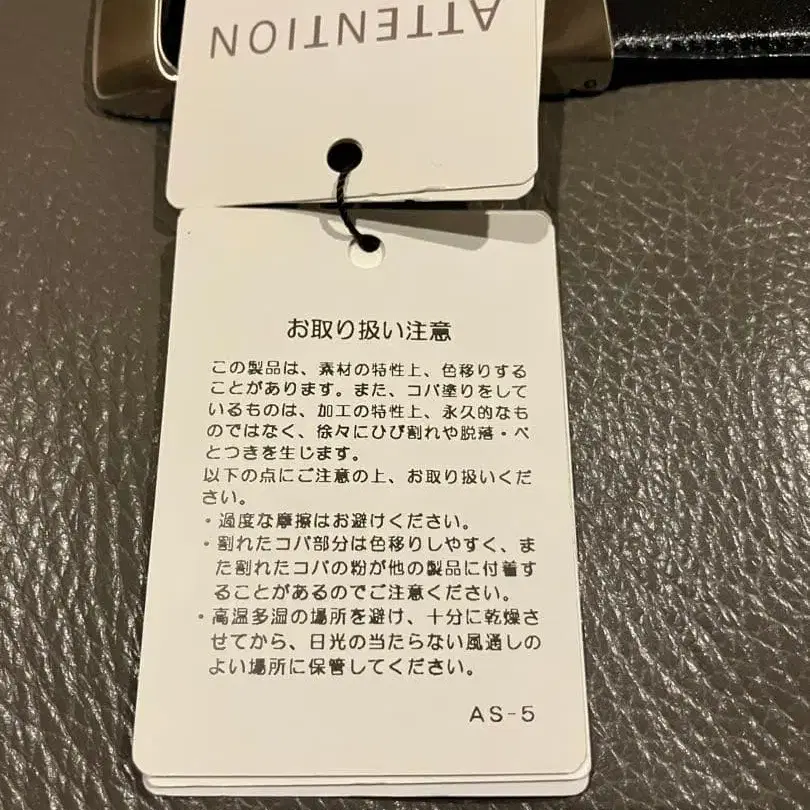 ATTENTION
お取り扱い注意
この製品は、素材の特性上、色移りする
ことがあります。また、コバ塗りをして
いるものは、加工の特性上、永久的なも
のではなく、徐々にひび割れや脱落・ベ
とつきを生じます。
以下の点にご注意の上、お取り扱いくだ
さい。
・過度な摩擦はお避けください。
・割れたコバ部分は色移りしやすく、ま
た割れたコバの粉が他の製品に付着す
ることがあるのでご注意ください。
・高温多湿の場所を避け、十分に乾燥さ
せてから、日光の当たらない風通しの
よい場所に保管してください。
AS-5